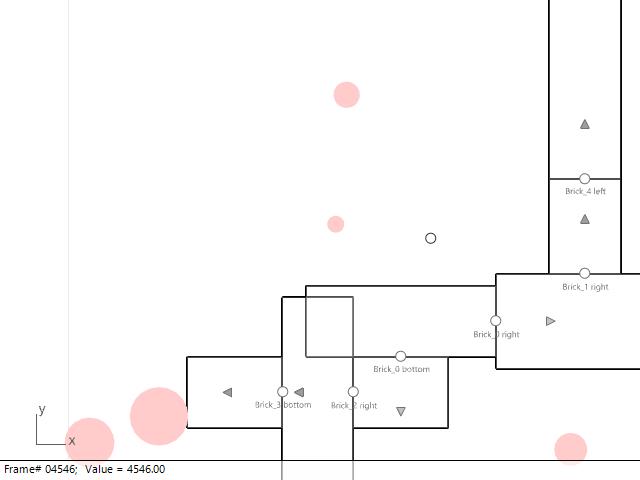 Brick_4 left
Brick_1 right
Brick_0 right
Brick_0 bottom
Brick_3 bottom
Brick_2 right
y
x
Frame# 04546; Value = 4546.00